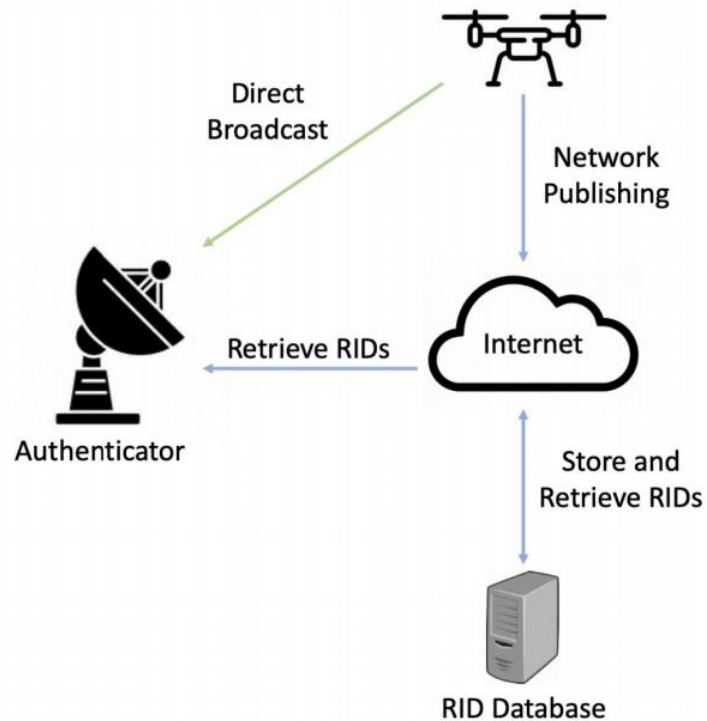 Direct
Broadcast
Network
Publishing
Internet
Retrieve RIDs
Authenticator
Store and
Retrieve RIDs
RID Database